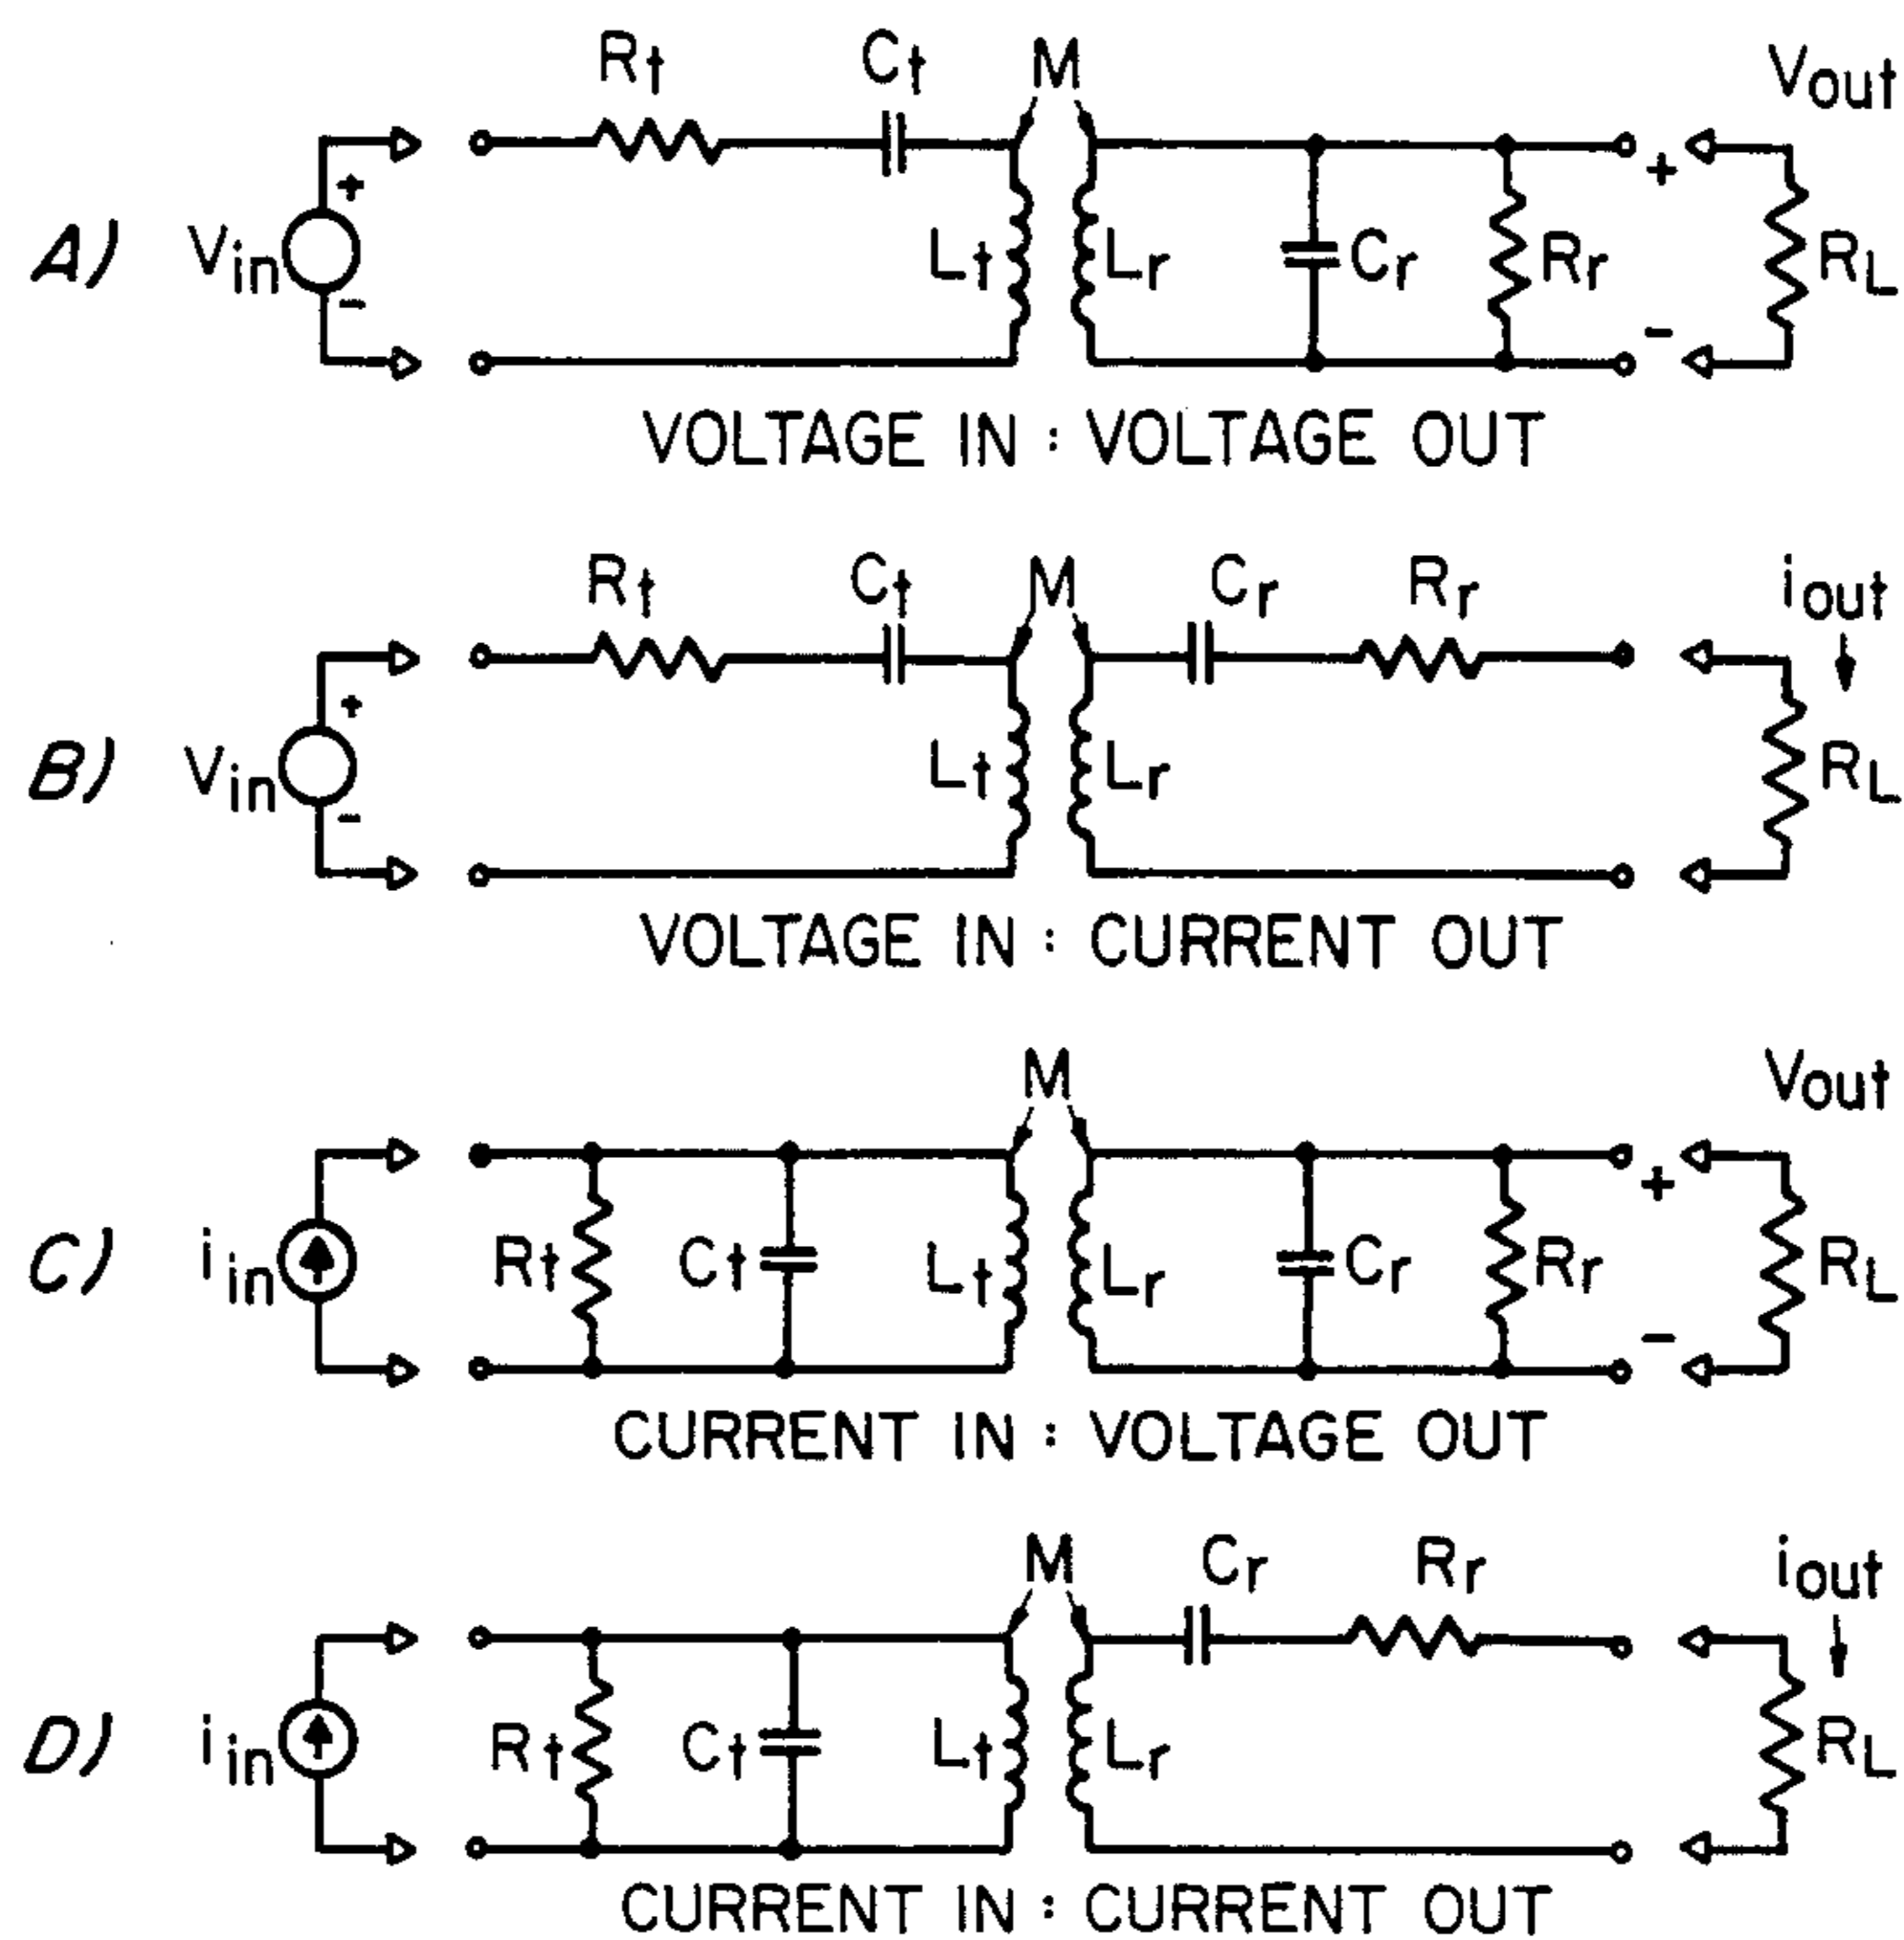 Rt Ct M Vout
A) Vin + - Lt Lr Cr Rr + - RL
VOLTAGE IN : VOLTAGE OUT
Rt Ct M Cr Rr iout
B) Vin + - Lt Lr RL
VOLTAGE IN : CURRENT OUT
M Vout
C) iin Rt Ct Lt Lr Cr Rr + - RL
CURRENT IN : VOLTAGE OUT
M Cr Rr iout
D) iin Rt Ct Lt Lr RL
CURRENT IN : CURRENT OUT